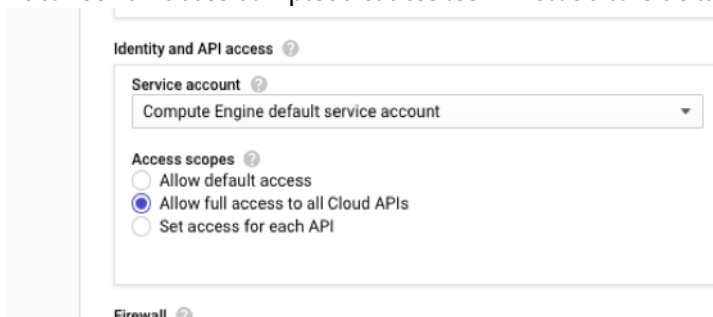 Identity and API access
Service account
Compute Engine default service account
Access scopes
Allow default access
Allow full access to all Cloud APIs
Set access for each API
Firewall